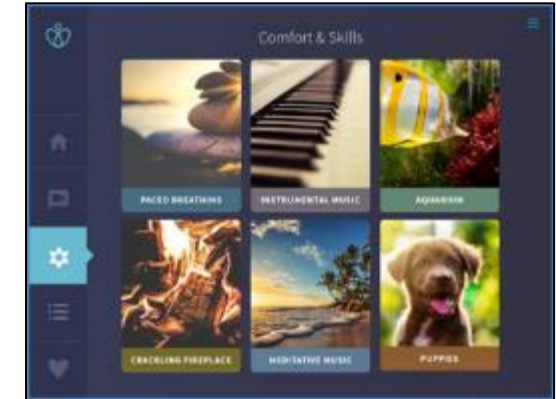 Comfort & Skills
PACED BREATHING
INSTRUMENTAL MUSIC
AQUARIUM
CRACKLING FIREPLACE
MEDITATIVE MUSIC
PUPPIES